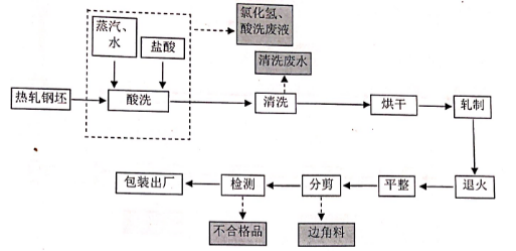 蒸汽、
水
盐酸
氯化氢、
酸洗废液
清洗废水
热轧钢坯
酸洗
清洗
烘干
轧制
包装出厂
检测
分剪
平整
退火
不合格品
边角料